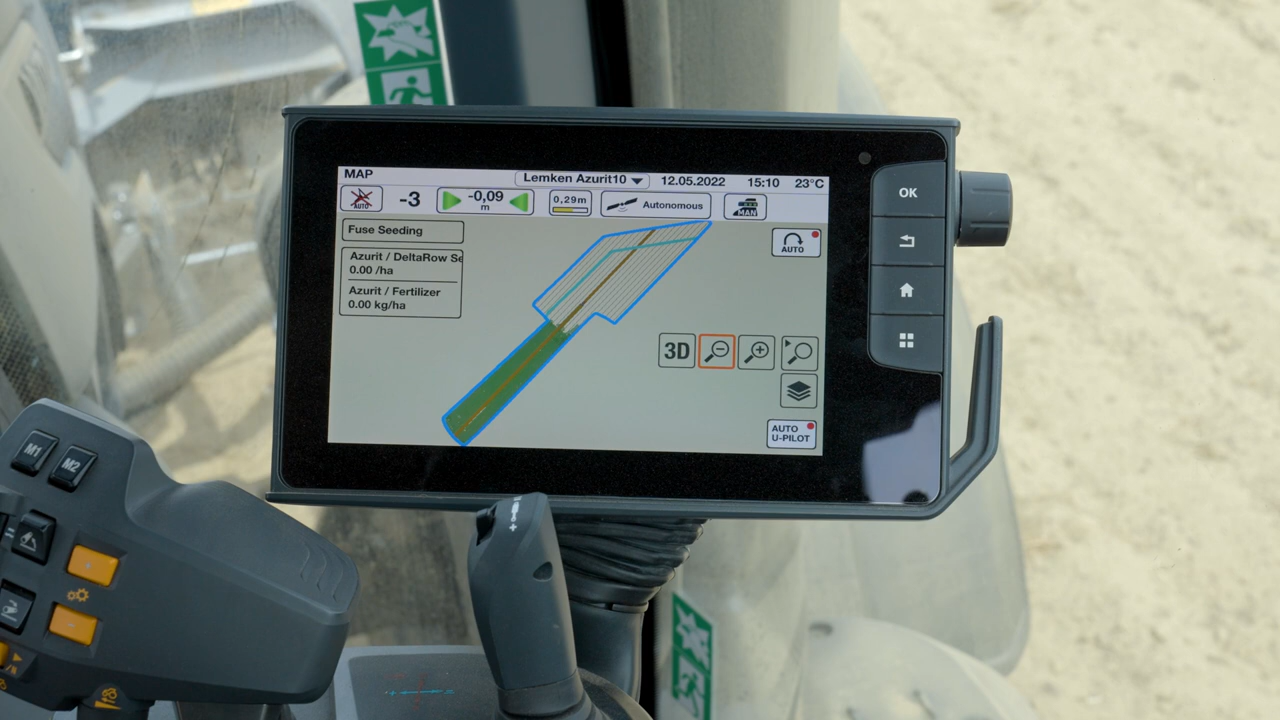 MAP
Lemken Azurit10
12.05.2022
15:10
23°C
AUTO
-3
-0,09
m
0,29m
Autonomous
MAN
Fuse Seeding
Azurit / DeltaRow Se
0.00 /ha
Azurit / Fertilizer
0.00 kg/ha
AUTO
3D
AUTO
U-PILOT
OK
M1
M2